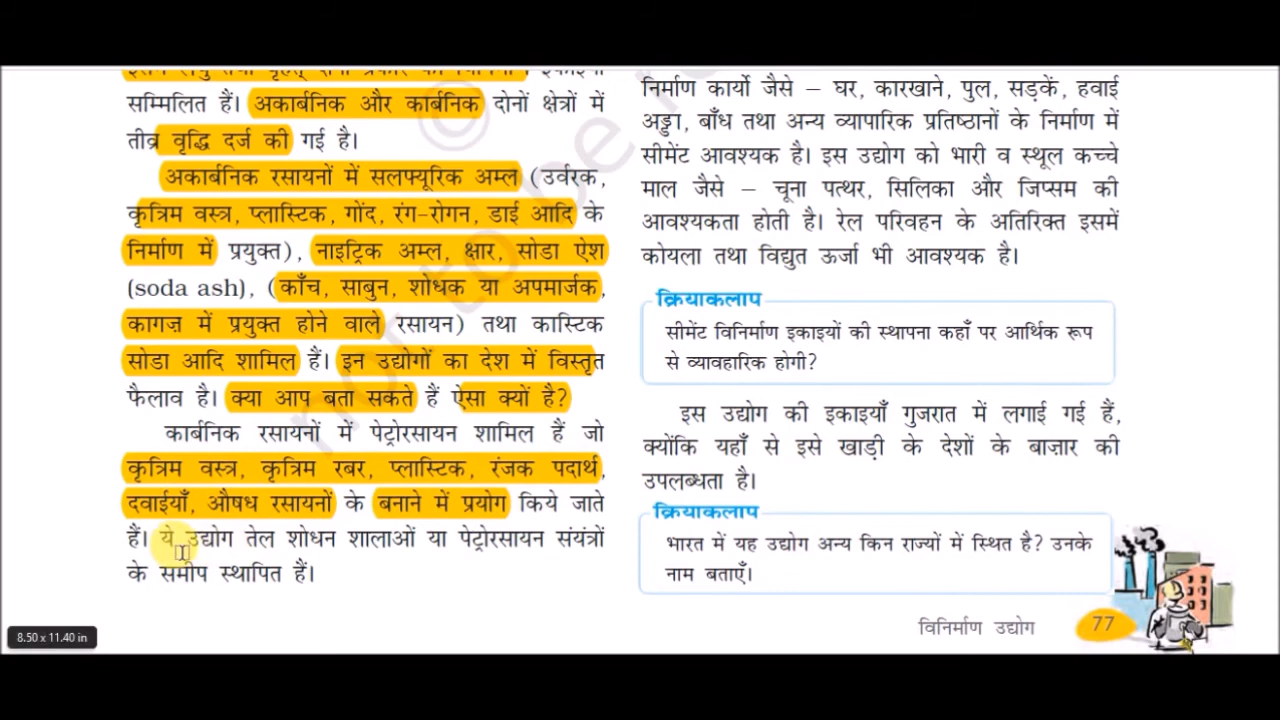 सम्मिलित हैं। अकार्बनिक और कार्बनिक दोनों क्षेत्रों में
तीव्र वृद्धि दर्ज की गई है।
अकार्बनिक रसायनों में सलफ्यूरिक अम्ल (उर्वरक,
कृत्रिम वस्त्र, प्लास्टिक, गोंद, रंग-रोगन, डाई आदि के
निर्माण में प्रयुक्त), नाइट्रिक अम्ल, क्षार, सोडा ऐश
(soda ash), (काँच, साबुन, शोधक या अपमार्जक,
कागज़ में प्रयुक्त होने वाले रसायन) तथा कास्टिक
सोडा आदि शामिल हैं। इन उद्योगों का देश में विस्तृत
फैलाव है। क्या आप बता सकते हैं ऐसा क्यों है?
कार्बनिक रसायनों में पेट्रोरसायन शामिल हैं जो
कृत्रिम वस्त्र, कृत्रिम रबर, प्लास्टिक, रंजक पदार्थ,
दवाईयाँ, औषध रसायनों के बनाने में प्रयोग किये जाते
हैं। ये उद्योग तेल शोधन शालाओं या पेट्रोरसायन संयंत्रों
के समीप स्थापित हैं।
निर्माण कार्यो जैसे – घर, कारखाने, पुल, सड़कें, हवाई
अड्डा, बाँध तथा अन्य व्यापारिक प्रतिष्ठानों के निर्माण में
सीमेंट आवश्यक है। इस उद्योग को भारी व स्थूल कच्चे
माल जैसे – चूना पत्थर, सिलिका और जिप्सम की
आवश्यकता होती है। रेल परिवहन के अतिरिक्त इसमें
कोयला तथा विद्युत ऊर्जा भी आवश्यक है।
क्रियाकलाप
सीमेंट विनिर्माण इकाइयों की स्थापना कहाँ पर आर्थिक रूप
से व्यावहारिक होगी?
इस उद्योग की इकाइयाँ गुजरात में लगाई गई हैं,
क्योंकि यहाँ से इसे खाड़ी के देशों के बाज़ार की
उपलब्धता है।
क्रियाकलाप
भारत में यह उद्योग अन्य किन राज्यों में स्थित है? उनके
नाम बताएँ।
विनिर्माण उद्योग 77
8.50 x 11.40 in
© not to be r